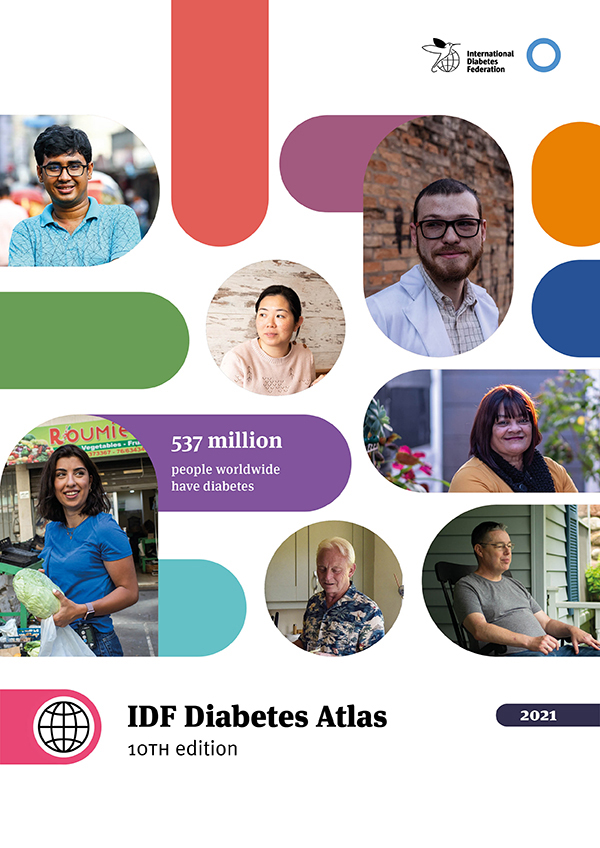 International
Diabetes
Federation
ROUMIE
Vegetables - Fru
537 million
people worldwide
have diabetes
IDF Diabetes Atlas
10TH edition
2021